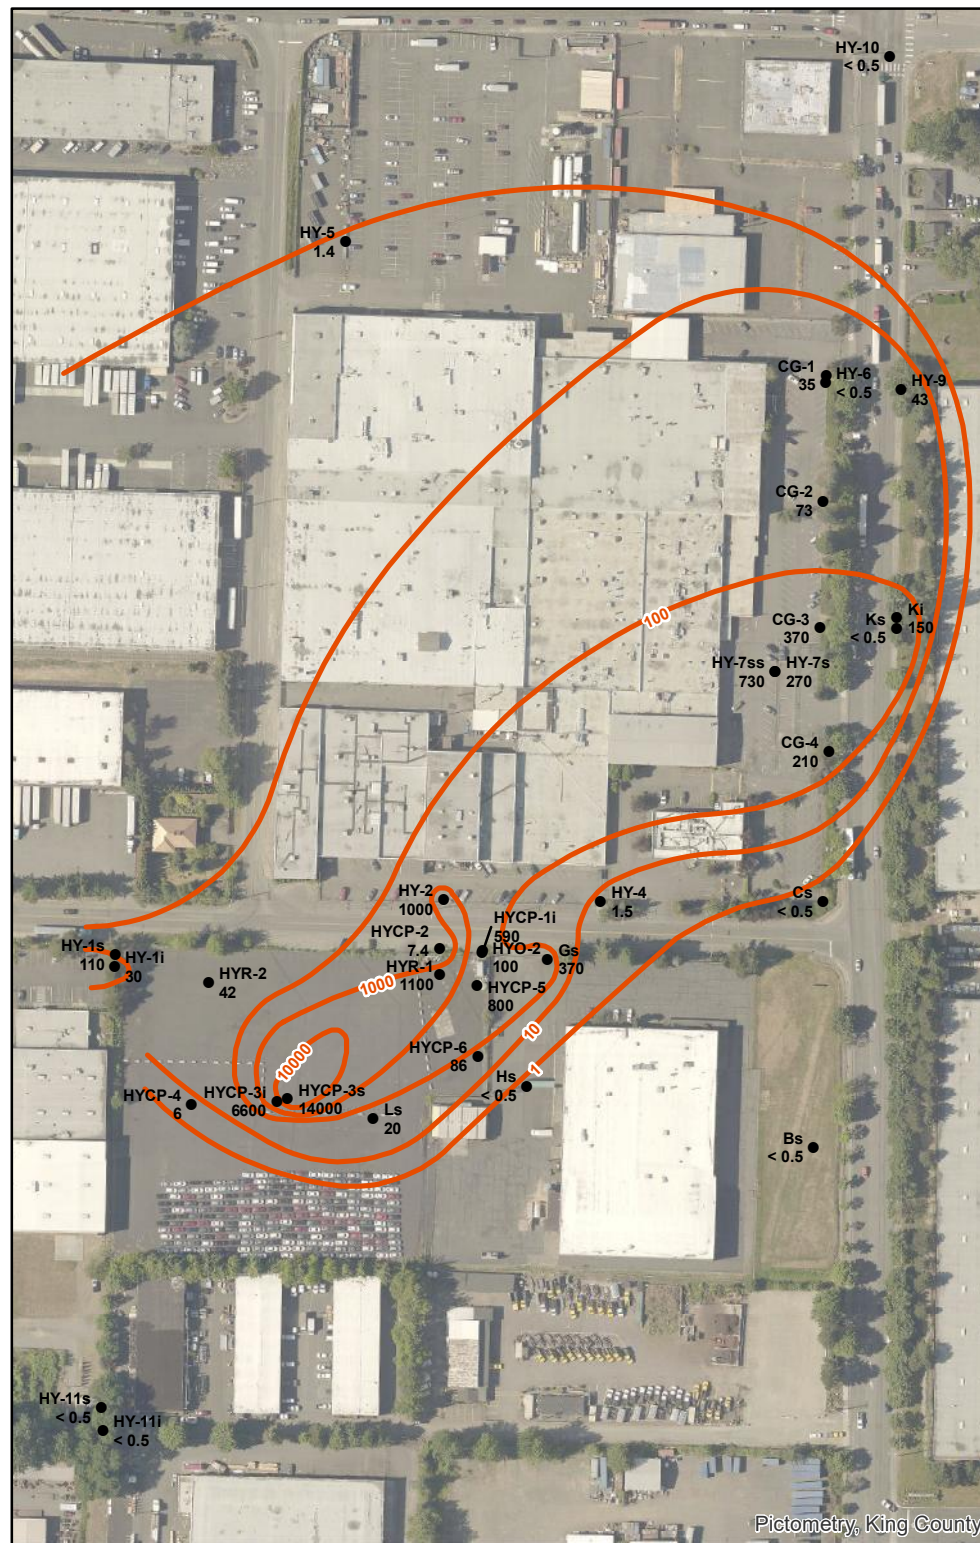 HY-10
< 0.5
HY-5
1.4
CG-1
35
HY-6
< 0.5
HY-9
43
CG-2
73
100
CG-3
370
Ks
< 0.5
Ki
150
HY-7ss
730
HY-7s
270
CG-4
210
HY-2
1000
HY-4
1.5
Cs
< 0.5
HYCP-1i
590
HYCP-2
7.4
HYO-2
100
Gs
370
HY-1s
110
HY-1i
30
HYR-2
42
1000
HYR-1
1100
HYCP-5
800
10
10000
HYCP-6
86
1
Hs
< 0.5
HYCP-4
6
HYCP-3i
6600
HYCP-3s
14000
Ls
20
Bs
< 0.5
HY-11s
< 0.5
HY-11i
< 0.5
Pictometry, King County